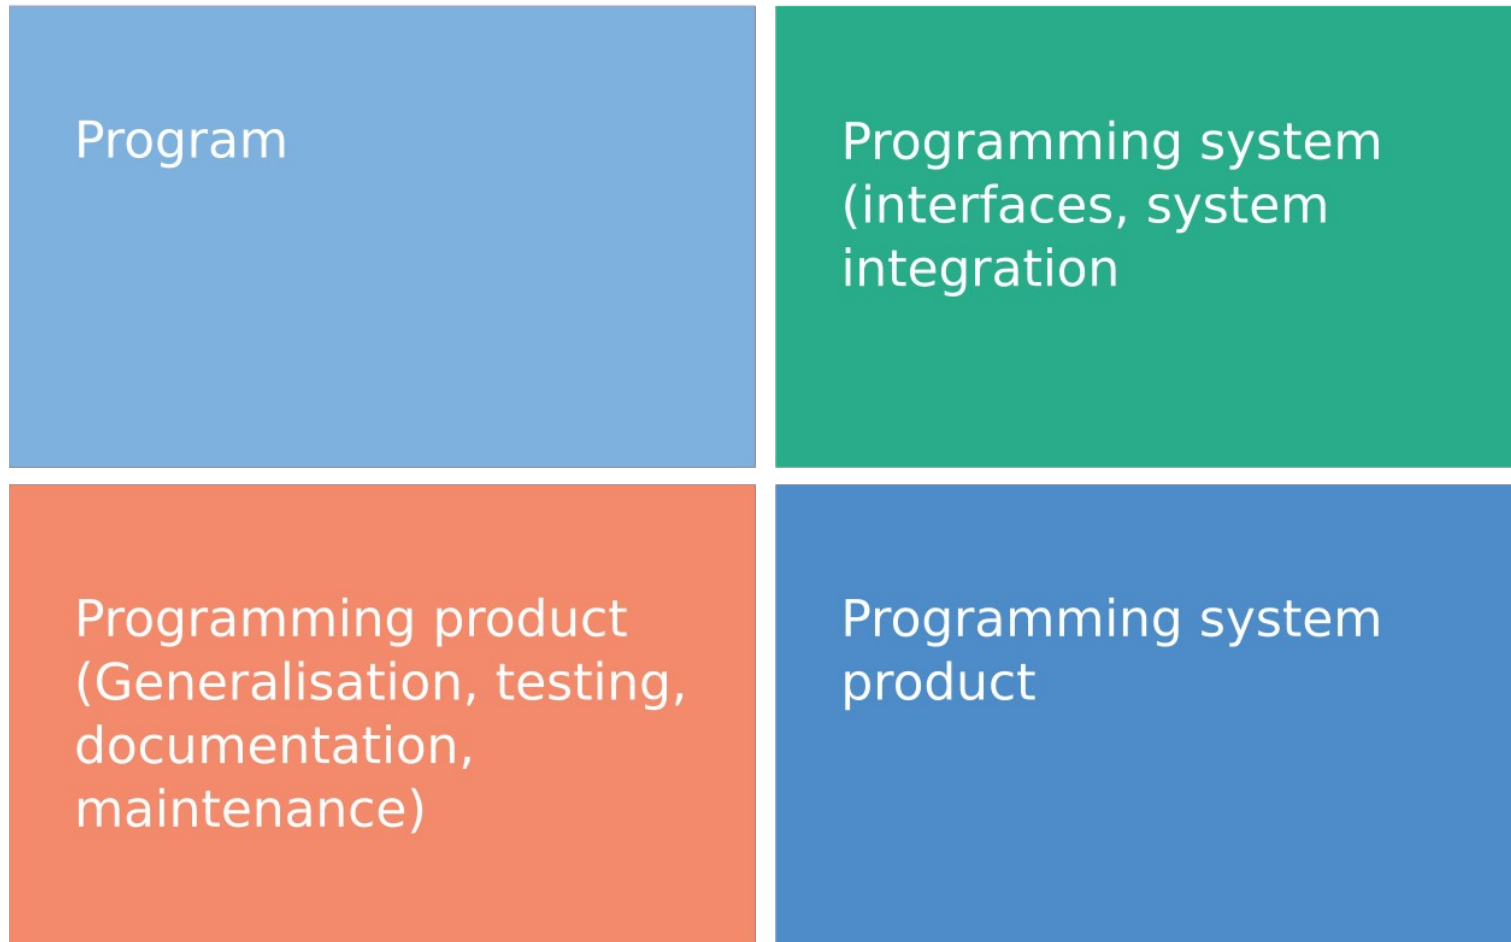 Program
Programming system
(interfaces, system
integration
Programming product
(Generalisation, testing,
documentation,
maintenance)
Programming system
product